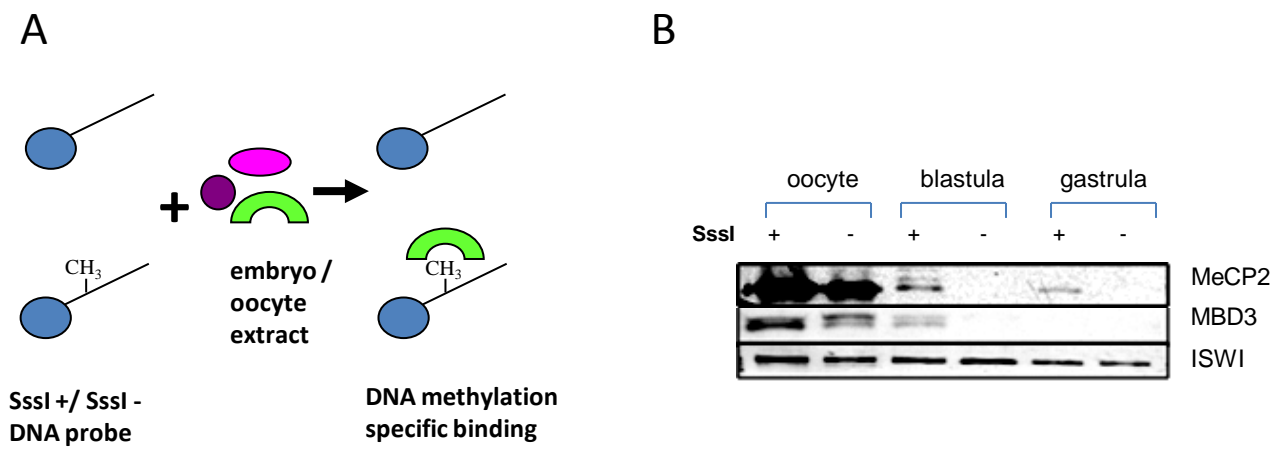 A
B
+
CH3
CH3
embryo /
oocyte
extract
SssI +/ SssI -
DNA probe
DNA methylation
specific binding
oocyte blastula gastrula
SssI + - + - + -
MeCP2
MBD3
ISWI